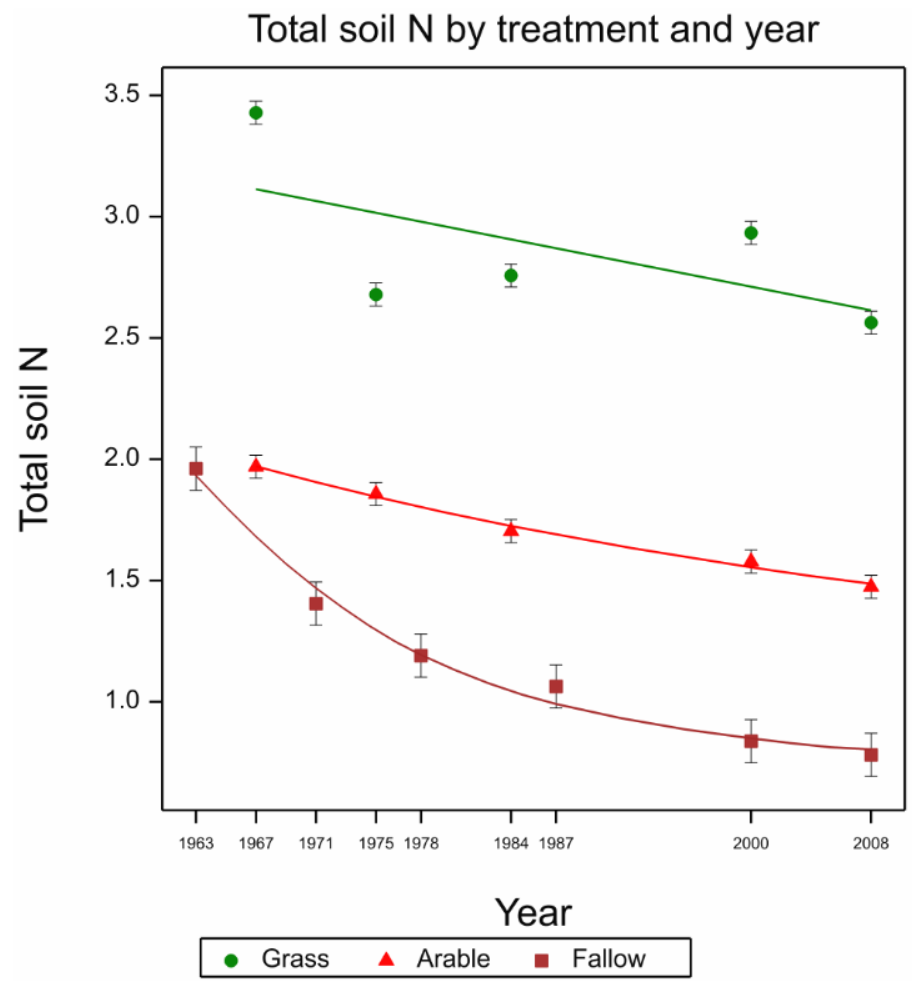 Total soil N by treatment and year
Total soil N
3.5
3.0
2.5
2.0
1.5
1.0
1963 1967 1971 1975 1978 1984 1987 2000 2008
Year
Grass Arable Fallow